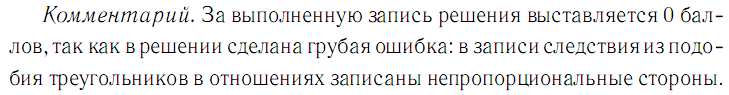 Комментарий. За выполненную запись решения выставляется 0 бал-
лов, так как в решении сделана грубая ошибка: в записи следствия из подо-
бия треугольников в отношениях записаны непропорциональные стороны.